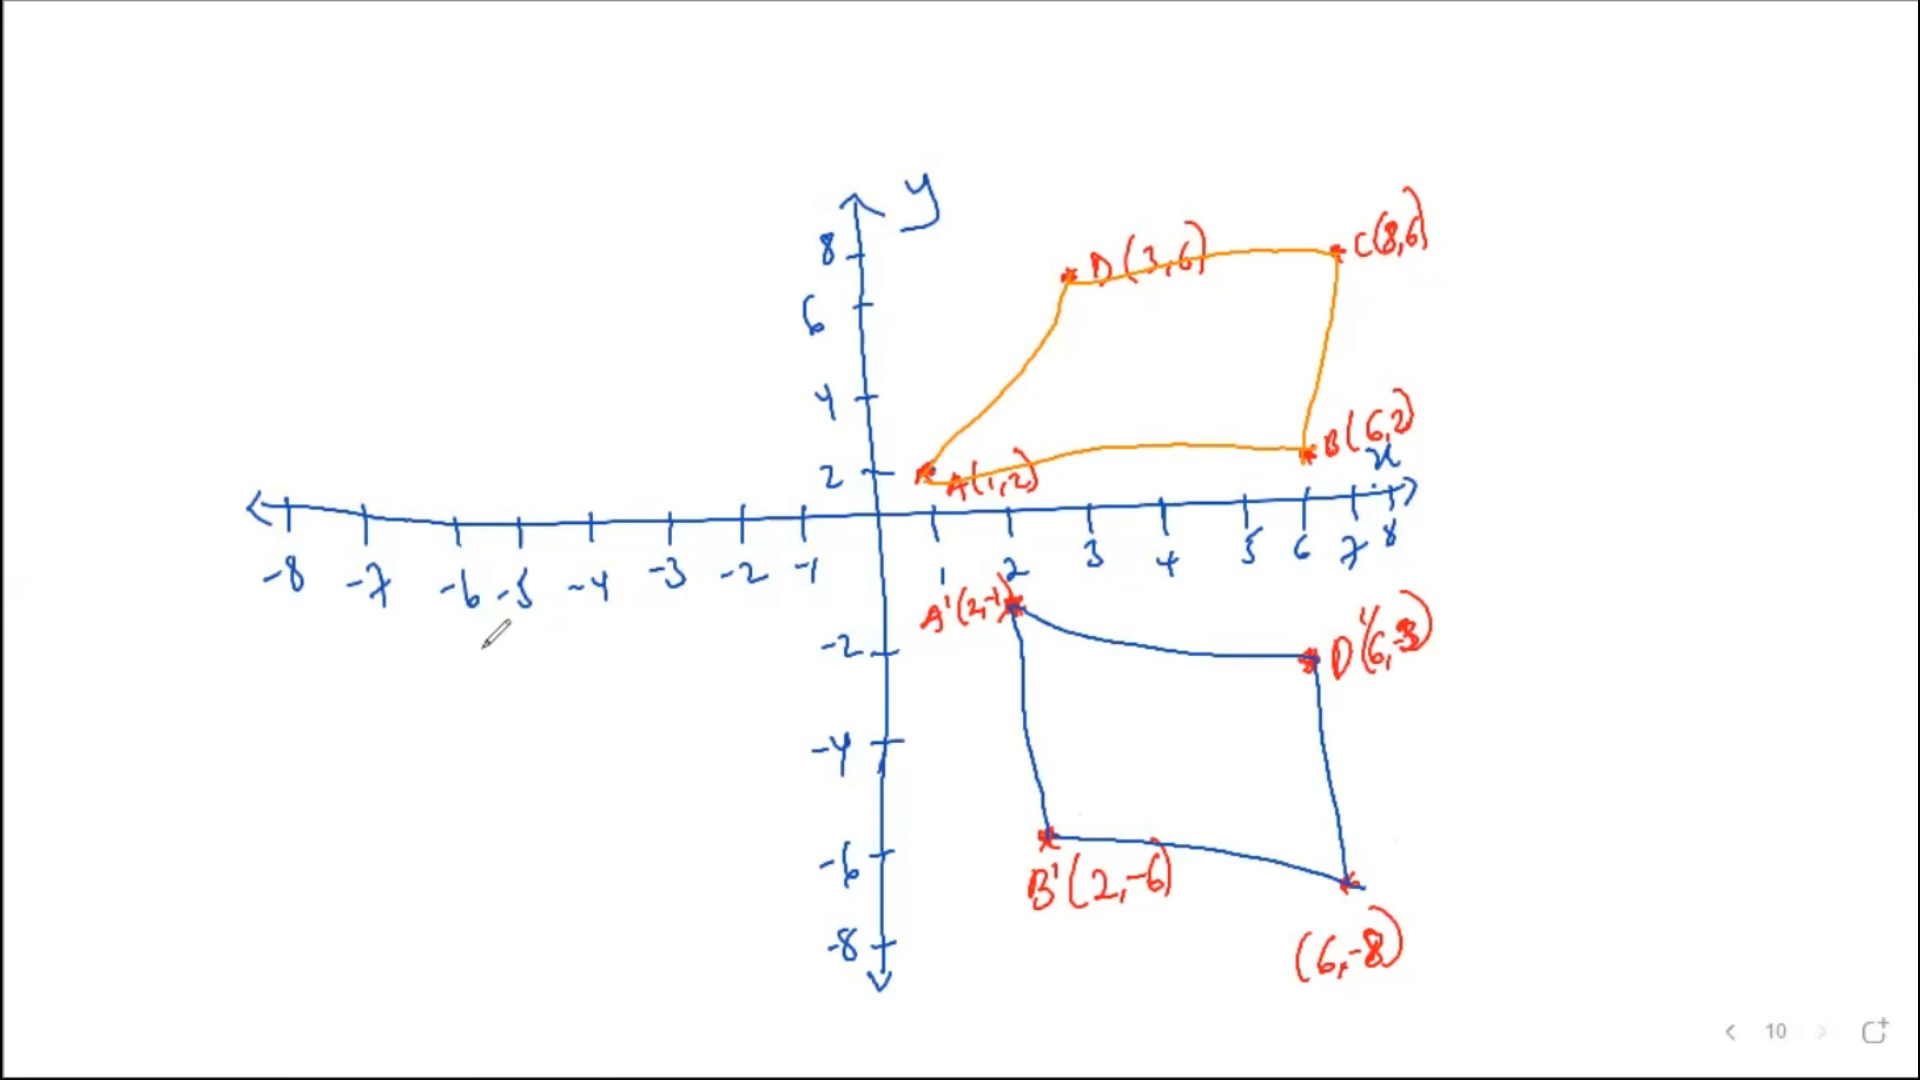 y
8
D(3,6)
C(8,6)
6
4
B(6,2)
2
A(1,2)
x
-8 -7 -6 -5 -4 -3 -2 -1 1 2 3 4 5 6 7 8
A'(2,-1)
D'(6,-3)
-2
-4
-6
B'(2,-6)
-8
(6,-8)
10